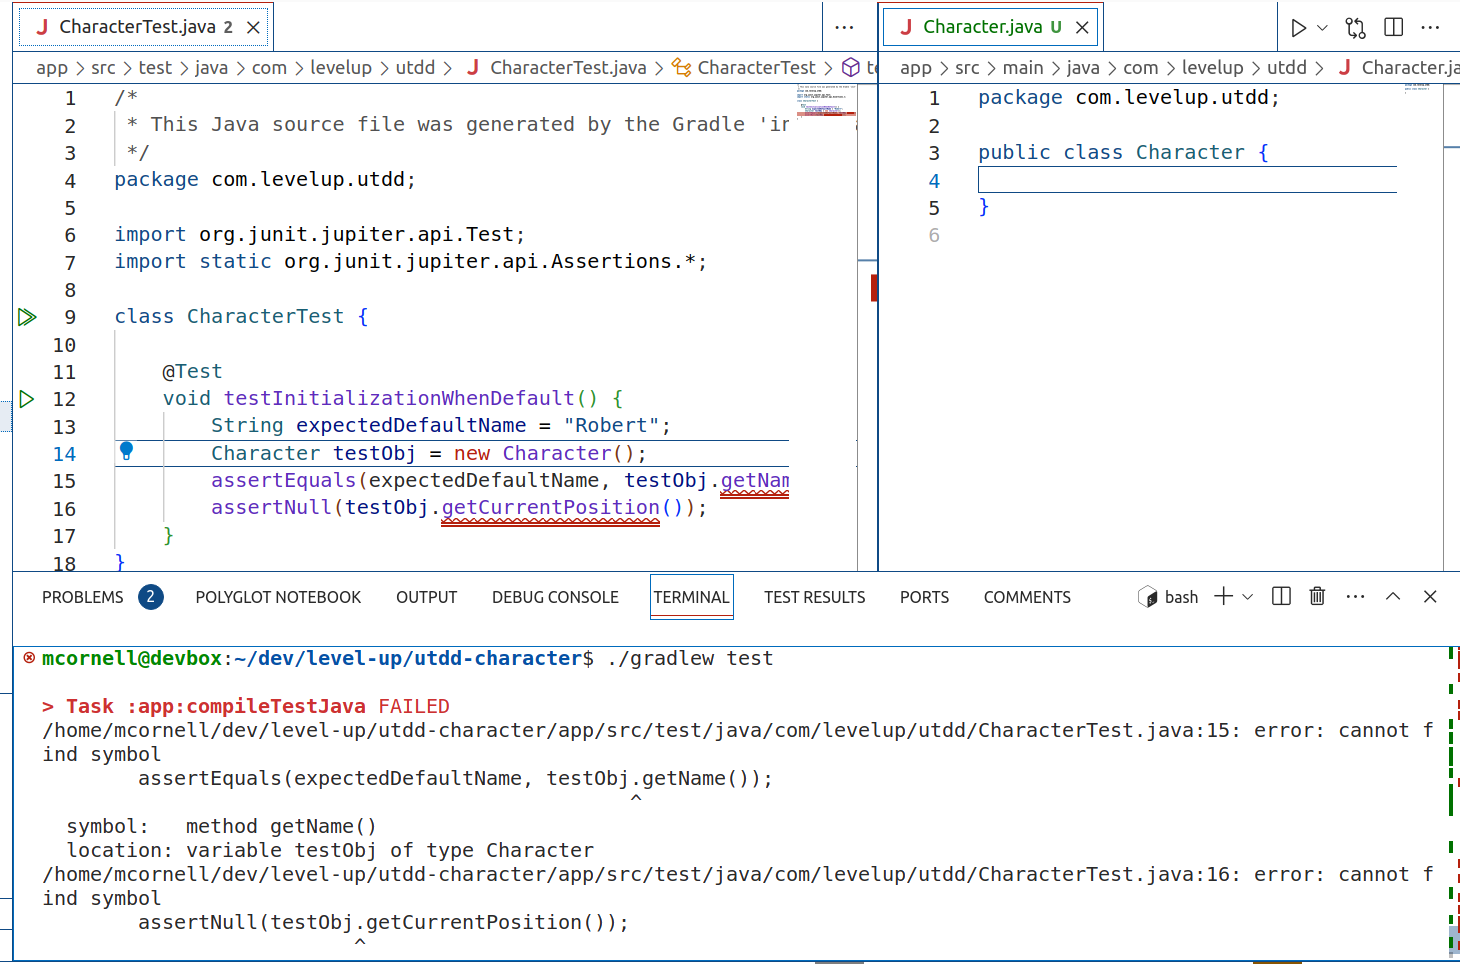 CharacterTest.java 2
app > src > test > java > com > levelup > utdd > CharacterTest.java > CharacterTest >
1 /*
2 * This Java source file was generated by the Gradle
3 */
4 package com.levelup.utdd;
5
6 import org.junit.jupiter.api.Test;
7 import static org.junit.jupiter.api.Assertions.*;
8
9 class CharacterTest {
10
11 @Test
12 void testInitializationWhenDefault() {
13 String expectedDefaultName = "Robert";
14 Character testObj = new Character();
15 assertEquals(expectedDefaultName, testObj.getNam
16 assertNull(testObj.getCurrentPosition());
17 }
18 }
Character.java U
app > src > main > java > com > levelup > utdd > Character.ja
1 package com.levelup.utdd;
2
3 public class Character {
4
5 }
6
PROBLEMS 2 POLYGLOT NOTEBOOK OUTPUT DEBUG CONSOLE TERMINAL TEST RESULTS PORTS COMMENTS bash
mcornell@devbox:~/dev/level-up/utdd-character$ ./gradlew test
> Task :app:compileTestJava FAILED
/home/mcornell/dev/level-up/utdd-character/app/src/test/java/com/levelup/utdd/CharacterTest.java:15: error: cannot f
ind symbol
assertEquals(expectedDefaultName, testObj.getName());
^
symbol: method getName()
location: variable testObj of type Character
/home/mcornell/dev/level-up/utdd-character/app/src/test/java/com/levelup/utdd/CharacterTest.java:16: error: cannot f
ind symbol
assertNull(testObj.getCurrentPosition());
^